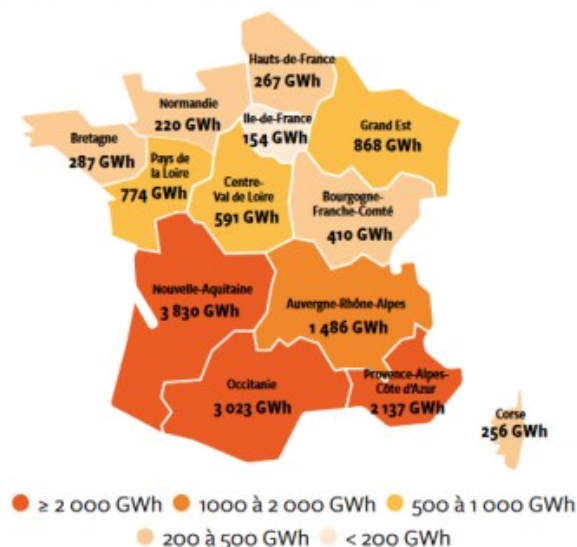 Hauts-de-France
267 GWh
Normandie
220 GWh
Ile-de-France
154 GWh
Grand Est
868 GWh
Bretagne
287 GWh
Pays de
la Loire
774 GWh
Centre-
Val de Loire
591 GWh
Bourgogne-
Franche-Comté
410 GWh
Nouvelle-Aquitaine
3 830 GWh
Auvergne-Rhône-Alpes
1 486 GWh
Occitanie
3 023 GWh
Provence-Alpes-
Côte d'Azur
2 137 GWh
Corse
256 GWh
≥ 2 000 GWh 1000 à 2 000 GWh 500 à 1 000 GWh
200 à 500 GWh < 200 GWh